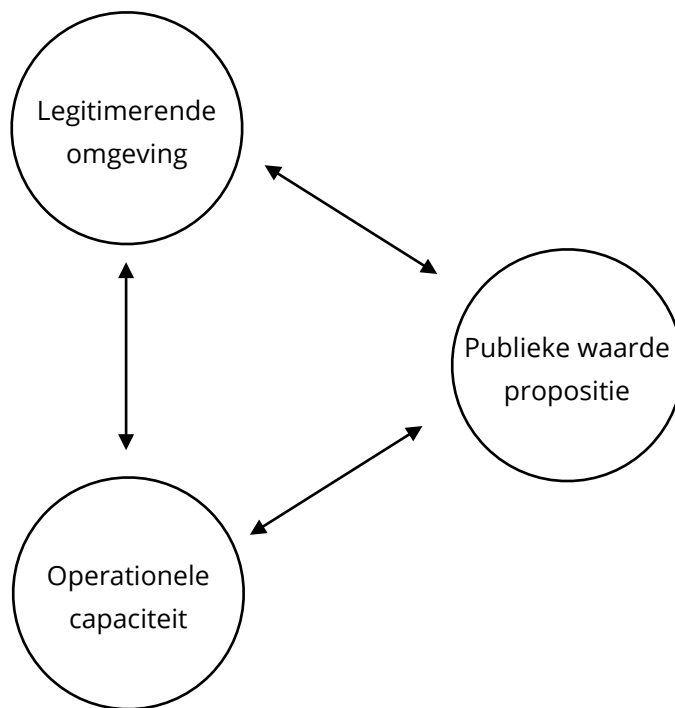 Legitimerende
omgeving
Publieke waarde
propositie
Operationele
capaciteit